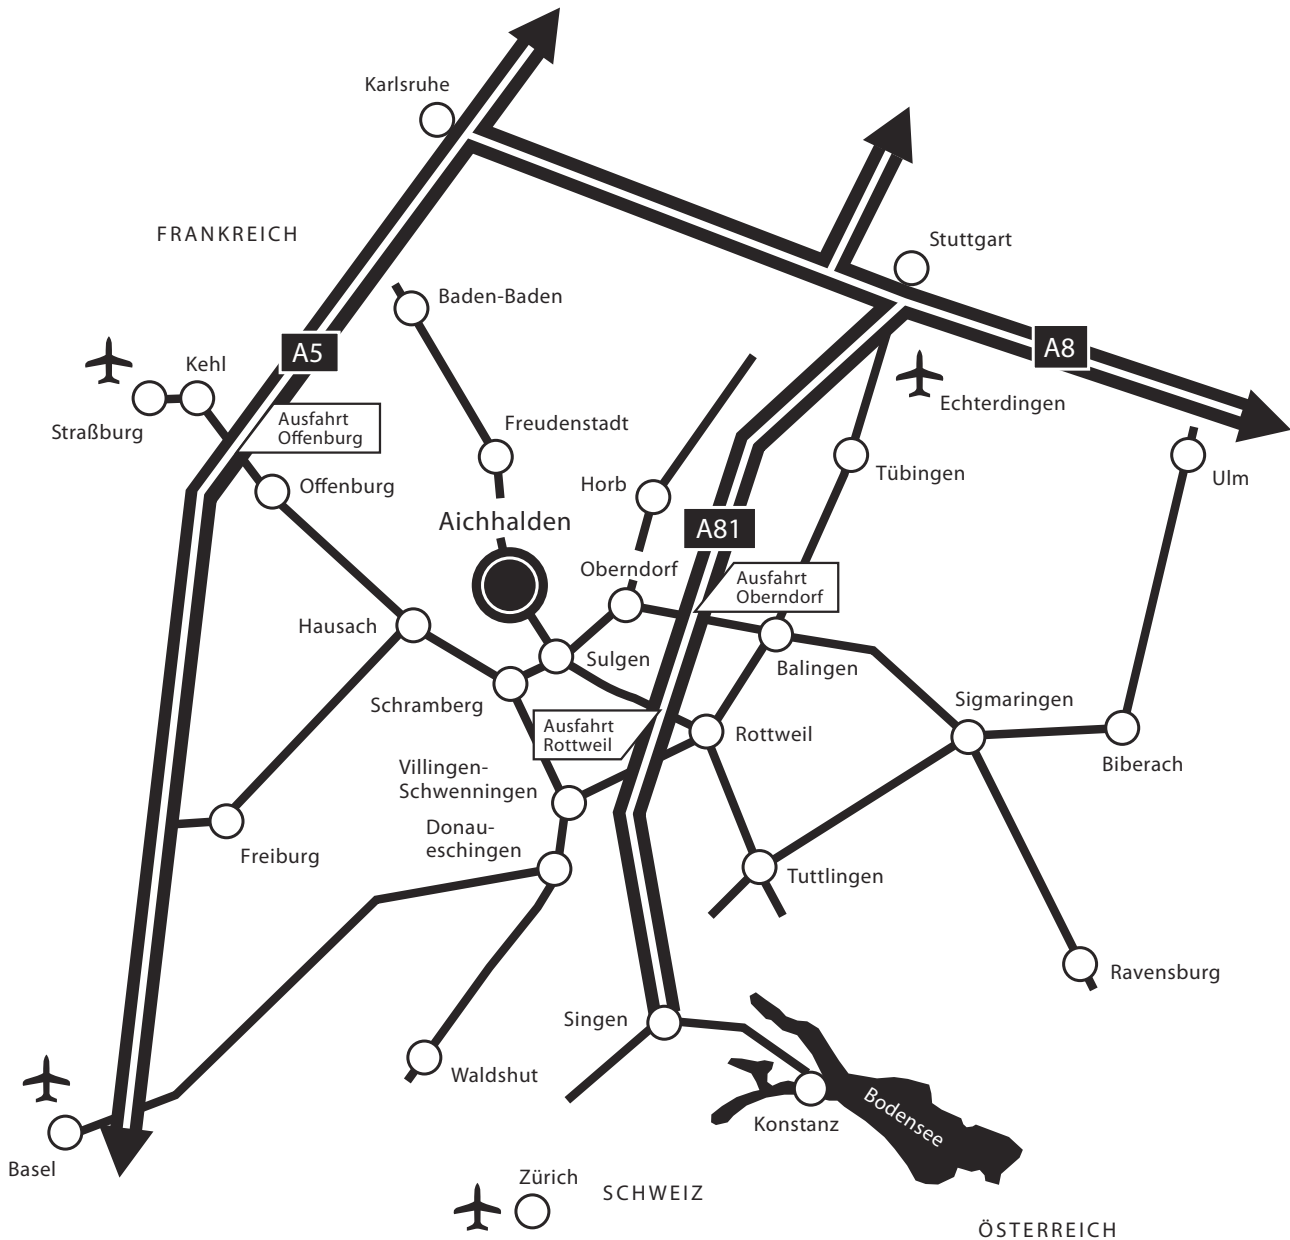 Karlsruhe
FRANKREICH
Stuttgart
Baden-Baden
A5
A8
Kehl
Echterdingen
Straßburg
Ausfahrt
Offenburg
Freudenstadt
Offenburg
Horb
Tübingen
Ulm
Aichhalden
A81
Oberndorf
Ausfahrt
Oberndorf
Hausach
Sulgen
Balingen
Schramberg
Sigmaringen
Ausfahrt
Rottweil
Rottweil
Villingen-
Schwenningen
Biberach
Donau-
eschingen
Freiburg
Tuttlingen
Ravensburg
Singen
Waldshut
Konstanz
Bodensee
Basel
Zürich
SCHWEIZ
ÖSTERREICH